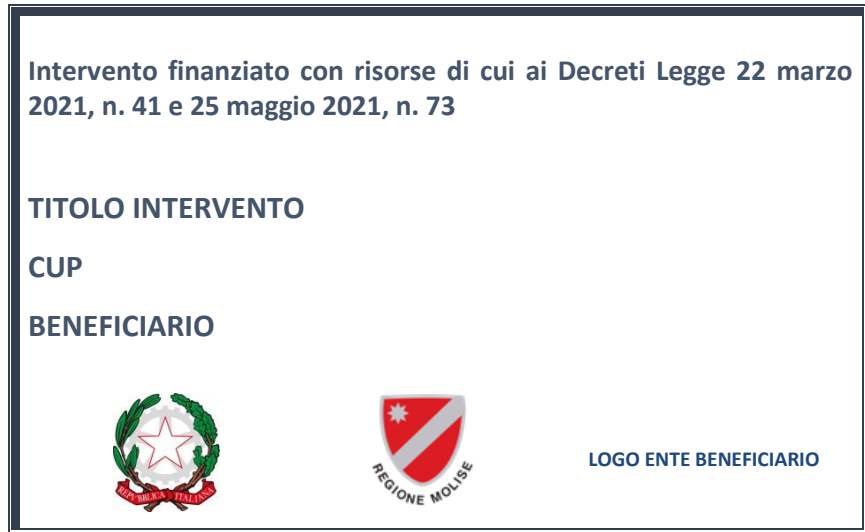 Intervento finanziato con risorse di cui ai Decreti Legge 22 marzo
2021, n. 41 e 25 maggio 2021, n. 73
TITOLO INTERVENTO
CUP
BENEFICIARIO
REPVBBLICA ITALIANA
REGIONE MOLISE
LOGO ENTE BENEFICIARIO